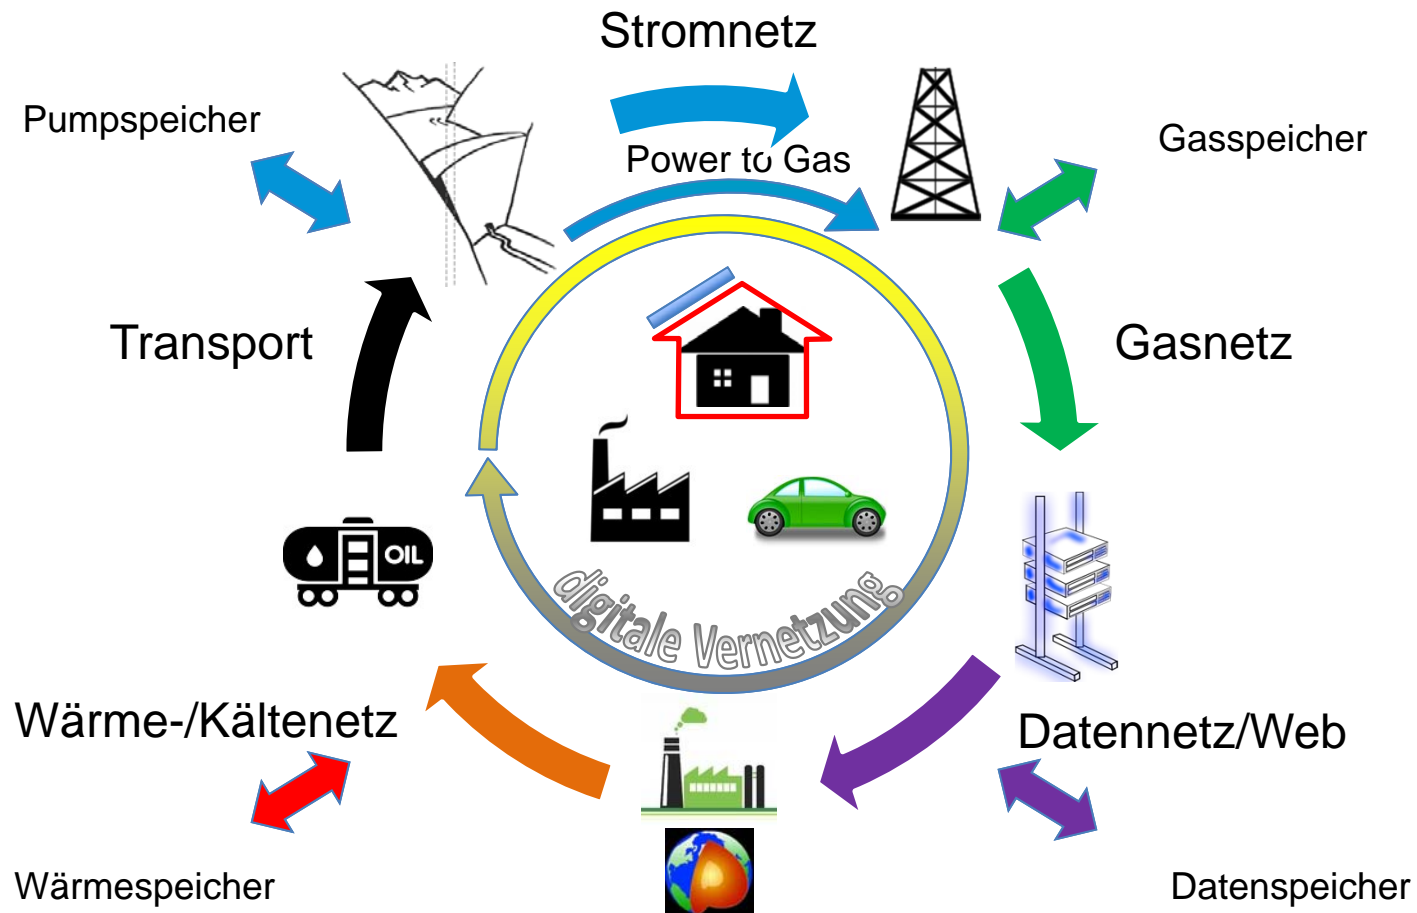 Stromnetz
Pumpspeicher
Gasspeicher
Power to Gas
Transport
Gasnetz
OIL
digitale Vernetzung
Wärme-/Kältenetz
Datennetz/Web
Wärmespeicher
Datenspeicher